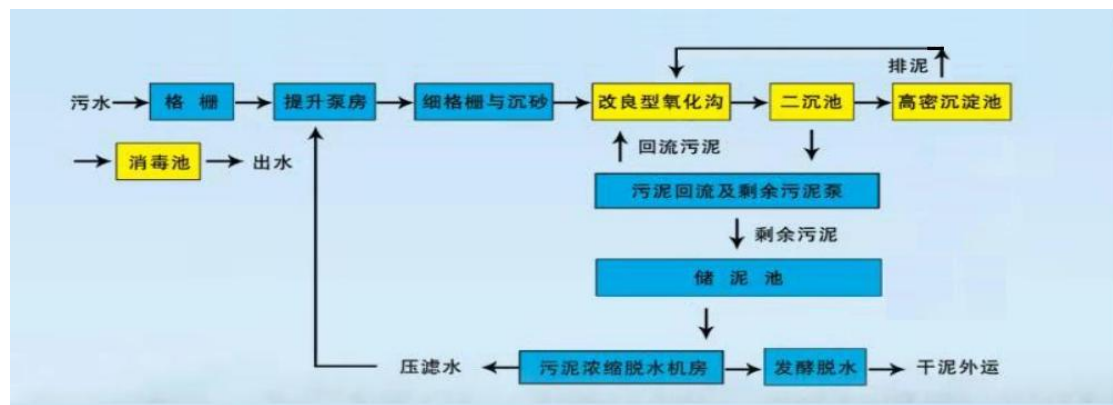 排泥
污水 格栅 提升泵房 细格栅与沉砂 改良型氧化沟 二沉池 高密沉淀池
消毒池 出水 回流污泥
污泥回流及剩余污泥泵
剩余污泥
储泥池
压滤水 污泥浓缩脱水机房 发酵脱水 干泥外运